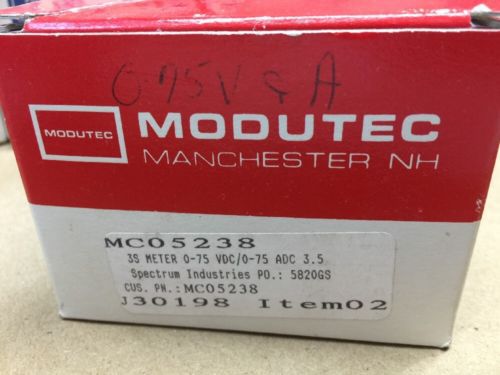 0-75V & A
MODUTEC
MODUTEC
MANCHESTER NH
MC05238
3S METER 0-75 VDC/0-75 ADC 3.5
Spectrum Industries PO.: 5820GS
CUS. PN.:MC05238
J30198 Item02